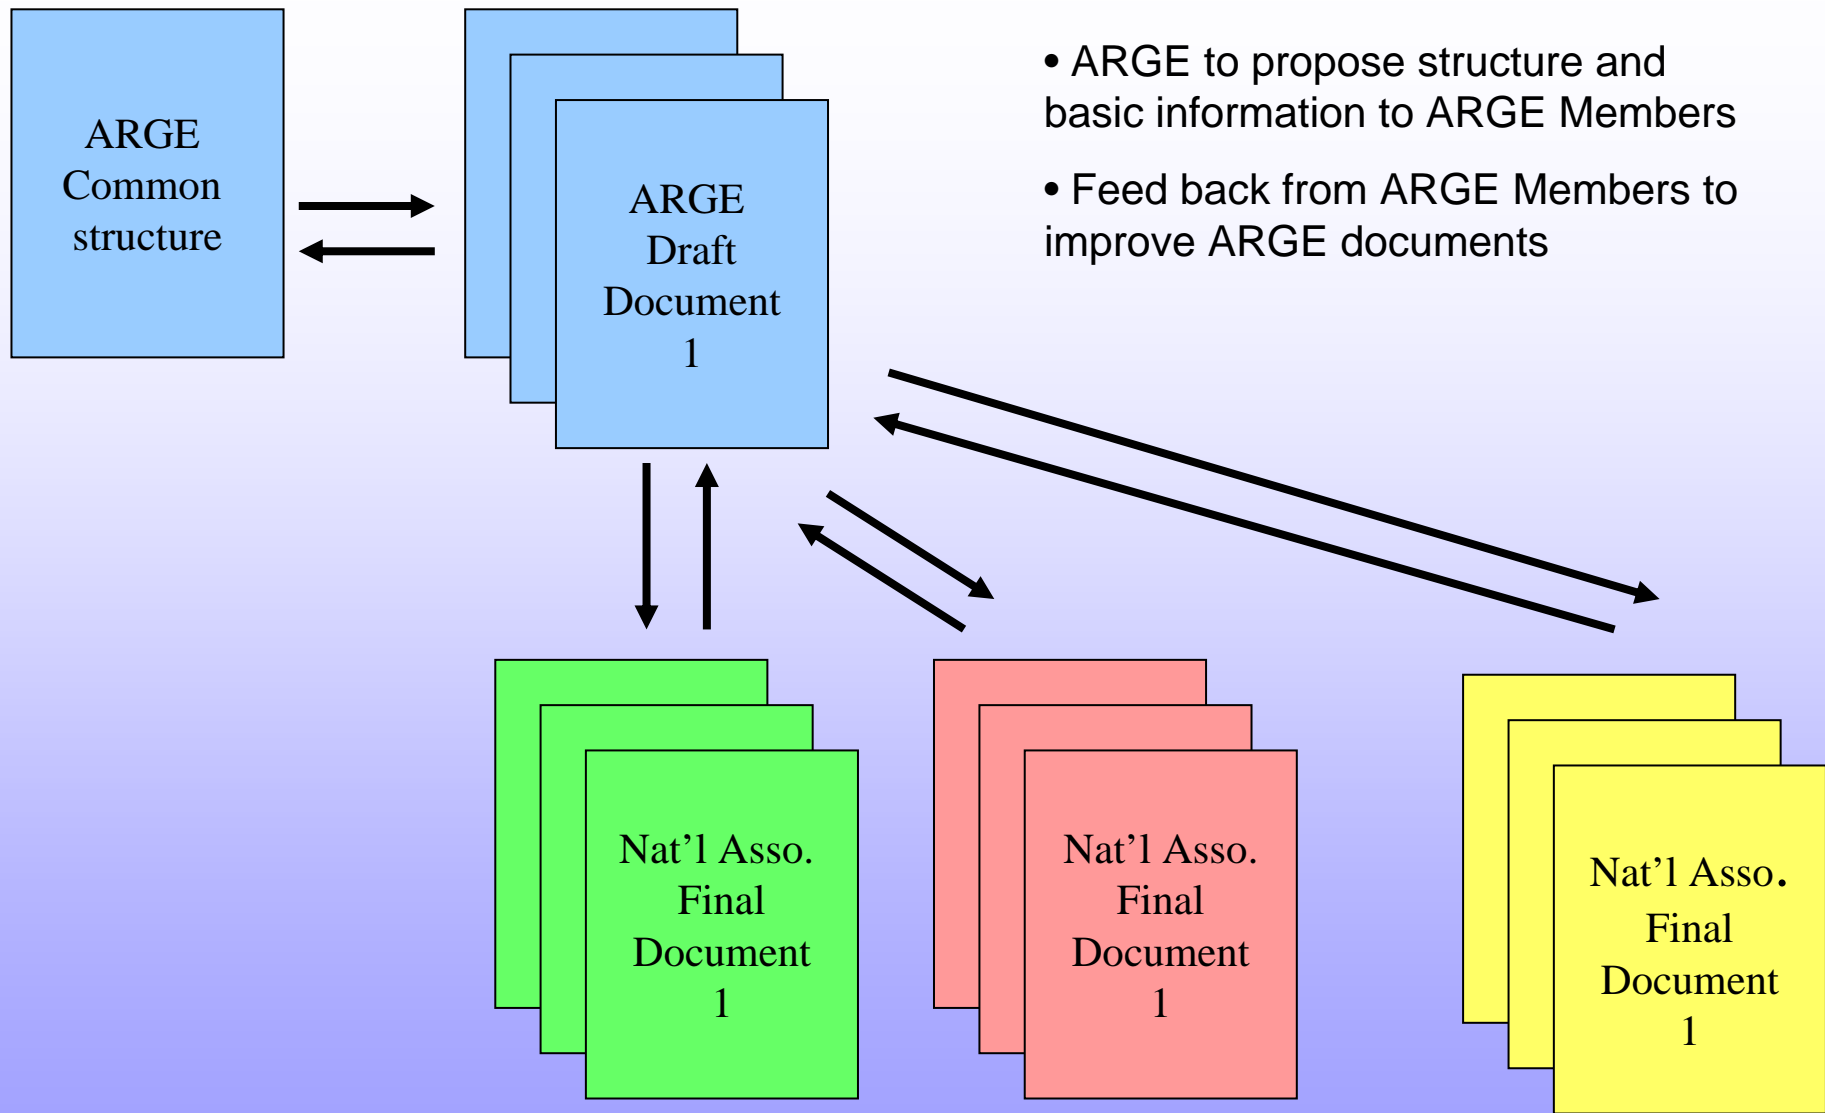 ARGE
Common
structure
ARGE
Draft
Document
1
• ARGE to propose structure and
basic information to ARGE Members
• Feed back from ARGE Members to
improve ARGE documents
Nat’l Asso.
Final
Document
1
Nat’l Asso.
Final
Document
1
Nat’l Asso.
Final
Document
1